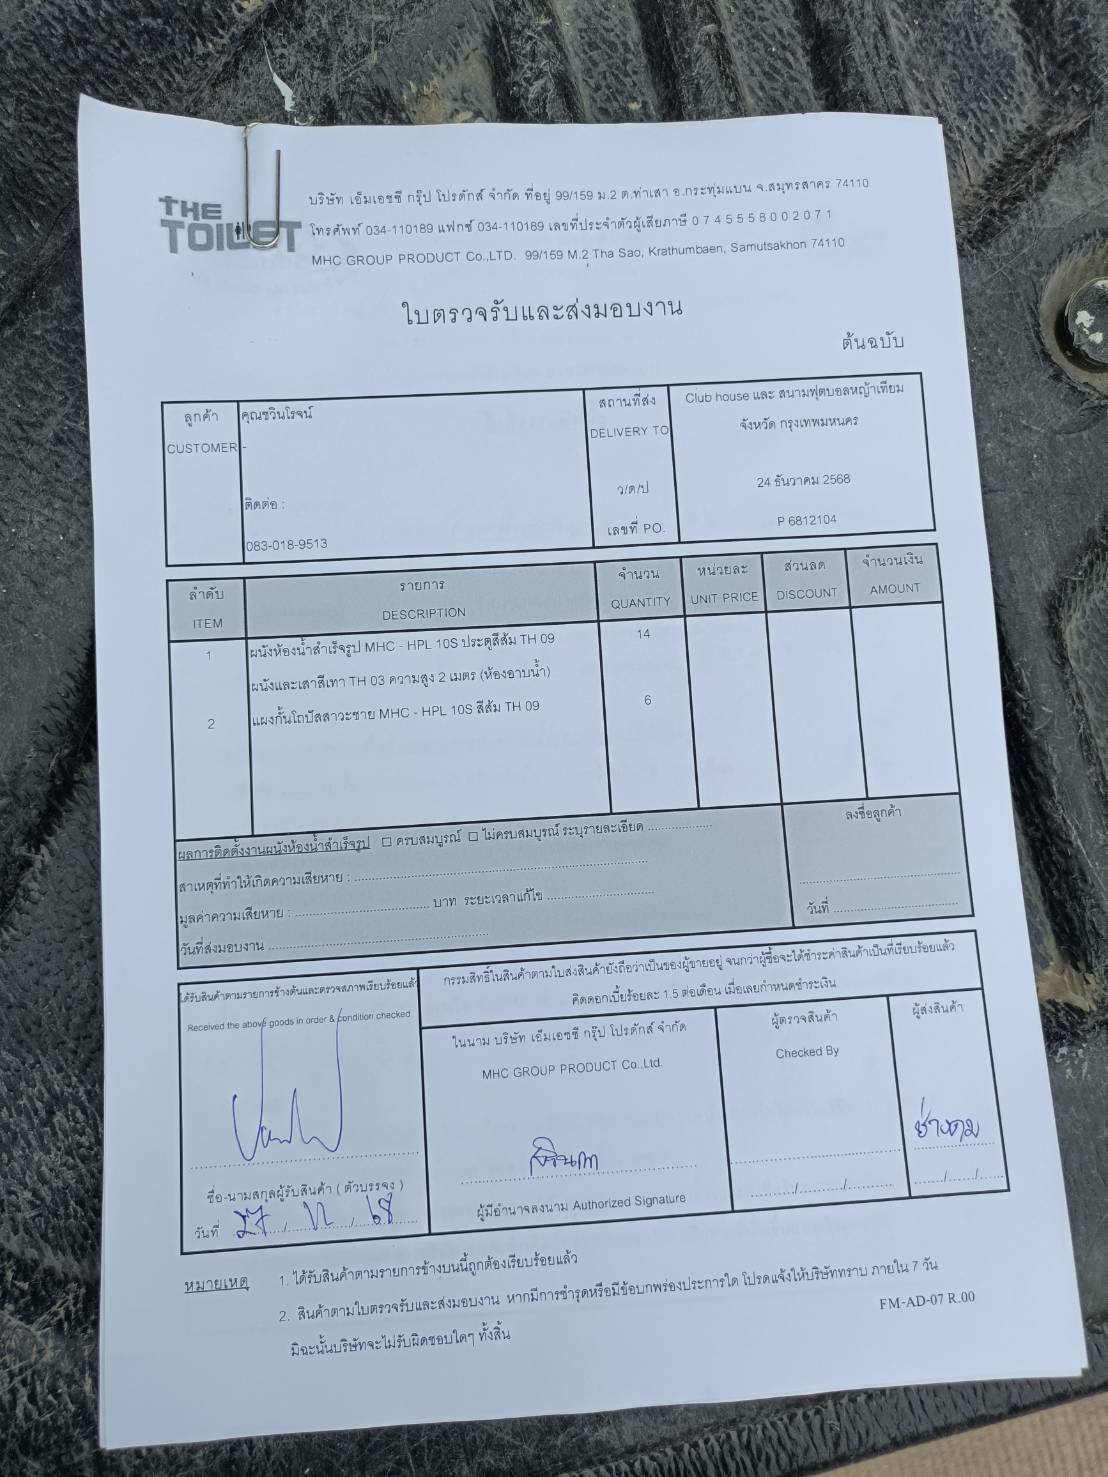 THE
TOILET
บริษัท เอ็มเอชซี กรุ๊ป โปรดักส์ จำกัด ที่อยู่ 99/159 ม.2 ต.ท่าเสา อ.กระทุ่มแบน จ.สมุทรสาคร 74110
โทรศัพท์ 034-110189 แฟกซ์ 034-110189 เลขที่ประจำตัวผู้เสียภาษี 0 7 4 5 5 5 8 0 0 2 0 7 1
MHC GROUP PRODUCT Co.,LTD. 99/159 M.2 Tha Sao, Krathumbaen, Samutsakhon 74110
ใบตรวจรับและส่งมอบงาน
ต้นฉบับ
ลูกค้า คุณชวินโรจน์
CUSTOMER -
ติดต่อ :
083-018-9513
สถานที่ส่ง Club house และ สนามฟุตบอลหญ้าเทียม
DELIVERY TO จังหวัด กรุงเทพมหนคร
ว/ด/ป 24 ธันวาคม 2568
เลขที่ PO. P 6812104
ลำดับ รายการ จำนวน หน่วยละ ส่วนลด จำนวนเงิน
ITEM DESCRIPTION QUANTITY UNIT PRICE DISCOUNT AMOUNT
1 ผนังห้องน้ำสำเร็จรูป MHC - HPL 10S ประตูสีส้ม TH 09 14
ผนังและเสาสีเทา TH 03 ความสูง 2 เมตร (ห้องอาบน้ำ)
2 แผงกั้นโถปัสสาวะชาย MHC - HPL 10S สีส้ม TH 09 6
ผลการติดตั้งงานผนังห้องน้ำสำเร็จรูป ☐ ครบสมบูรณ์ ☐ ไม่ครบสมบูรณ์ ระบุรายละเอียด ....................
สาเหตุที่ทำให้เกิดความเสียหาย : ....................
มูลค่าความเสียหาย : .................... บาท ระยะเวลาแก้ไข ....................
วันที่ส่งมอบงาน ....................
ลงชื่อลูกค้า
วันที่ ....................
ได้รับสินค้าตามรายการข้างต้นและตรวจสภาพเรียบร้อยแล้ว
Received the above goods in order & condition checked.
ชื่อ-นามสกุลผู้รับสินค้า ( ตัวบรรจง )
วันที่ 27 / 12 / 68
กรรมสิทธิ์ในสินค้าตามใบส่งสินค้ายังถือว่าเป็นของผู้ขายอยู่ จนกว่าผู้ซื้อจะได้ชำระค่าสินค้าเป็นที่เรียบร้อยแล้ว
คิดดอกเบี้ยร้อยละ 1.5 ต่อเดือน เมื่อเลยกำหนดชำระเงิน
ในนาม บริษัท เอ็มเอชซี กรุ๊ป โปรดักส์ จำกัด
MHC GROUP PRODUCT Co.,Ltd.
ผู้มีอำนาจลงนาม Authorized Signature
ผู้ตรวจสินค้า
Checked By
........../........../..........
ผู้ส่งสินค้า
ช่างดม
......./....../......
หมายเหตุ 1. ได้รับสินค้าตามรายการข้างบนนี้ถูกต้องเรียบร้อยแล้ว
2. สินค้าตามใบตรวจรับและส่งมอบงาน หากมีการชำรุดหรือมีข้อบกพร่องประการใด โปรดแจ้งให้บริษัททราบ ภายใน 7 วัน
มิฉะนั้นบริษัทจะไม่รับผิดชอบใดๆ ทั้งสิ้น
FM-AD-07 R.00